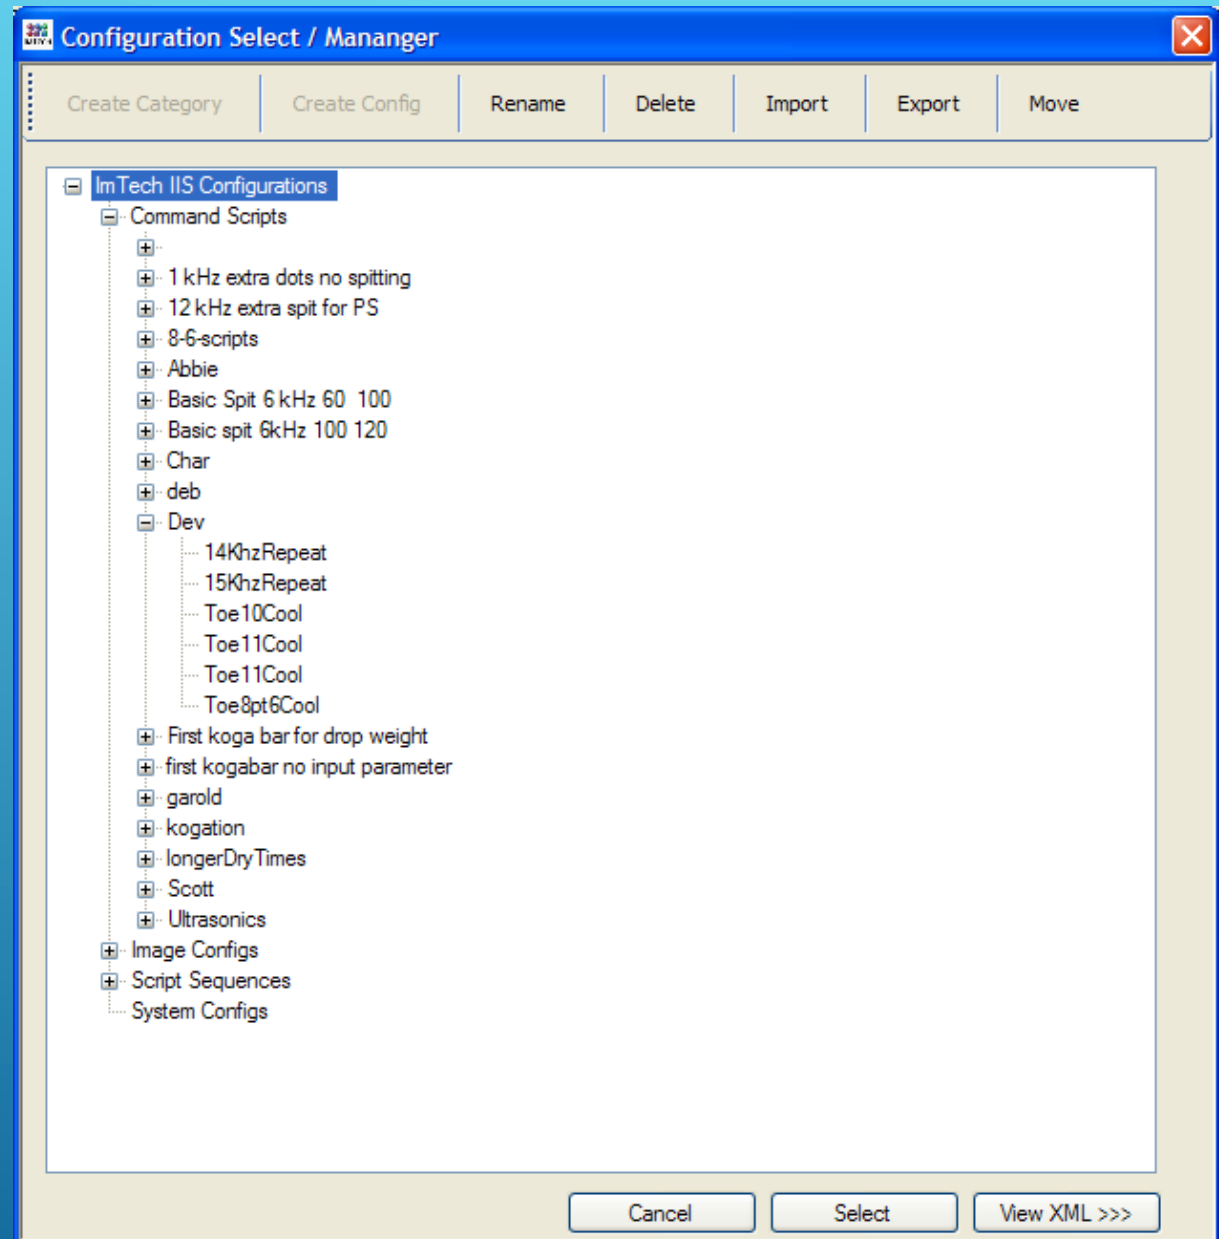 Configuration Select / Mananger
Create Category Create Config Rename Delete Import Export Move
ImTech IIS Configurations
Command Scripts
1 kHz extra dots no spitting
12 kHz extra spit for PS
8-6-scripts
Abbie
Basic Spit 6 kHz 60  100
Basic spit 6kHz 100 120
Char
deb
Dev
14KhzRepeat
15KhzRepeat
Toe10Cool
Toe11Cool
Toe11Cool
Toe8pt6Cool
First koga bar for drop weight
first kogabar no input parameter
garold
kogation
longerDryTimes
Scott
Ultrasonics
Image Configs
Script Sequences
System Configs
Cancel Select View XML >>>